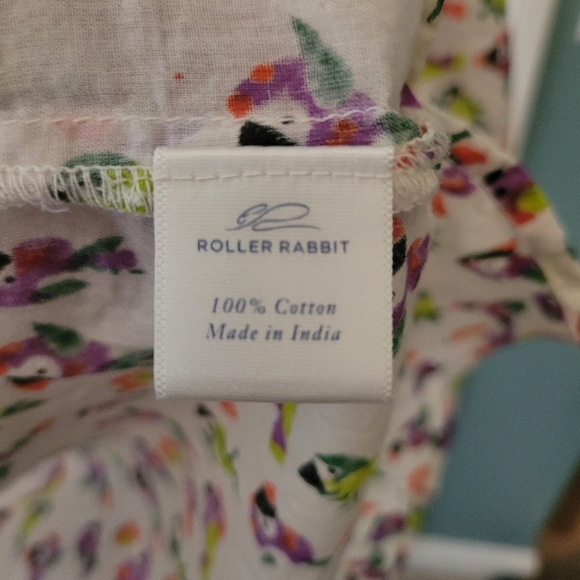 ROLLER RABBIT
100% Cotton
Made in India